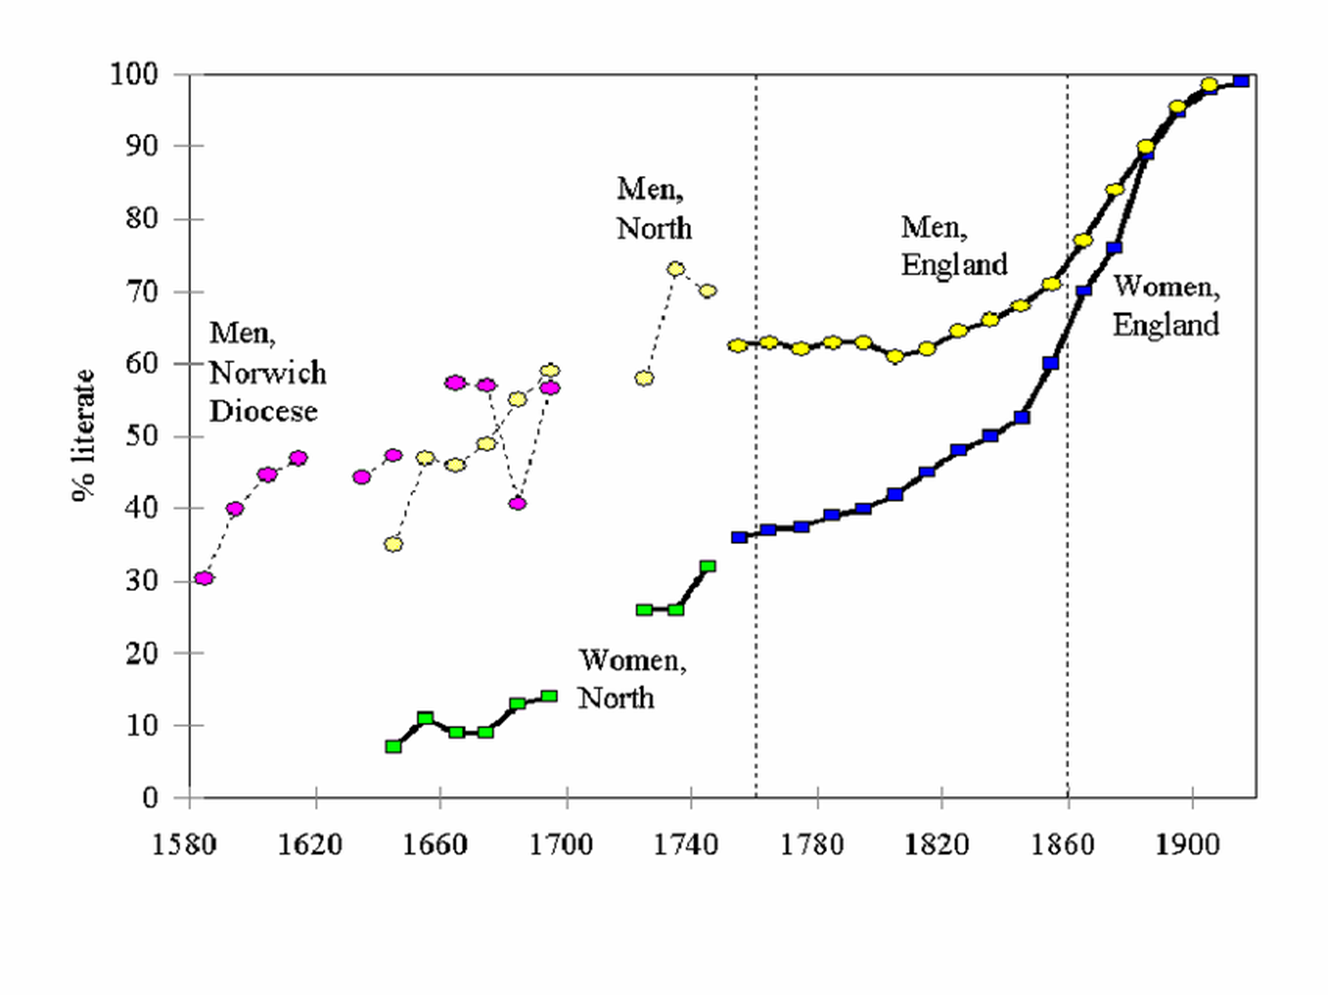 100
90
80
70
60
50
40
30
20
10
0
% literate
Men,
Norwich
Diocese
Men,
North
Men,
England
Women,
England
Women,
North
1580 1620 1660 1700 1740 1780 1820 1860 1900